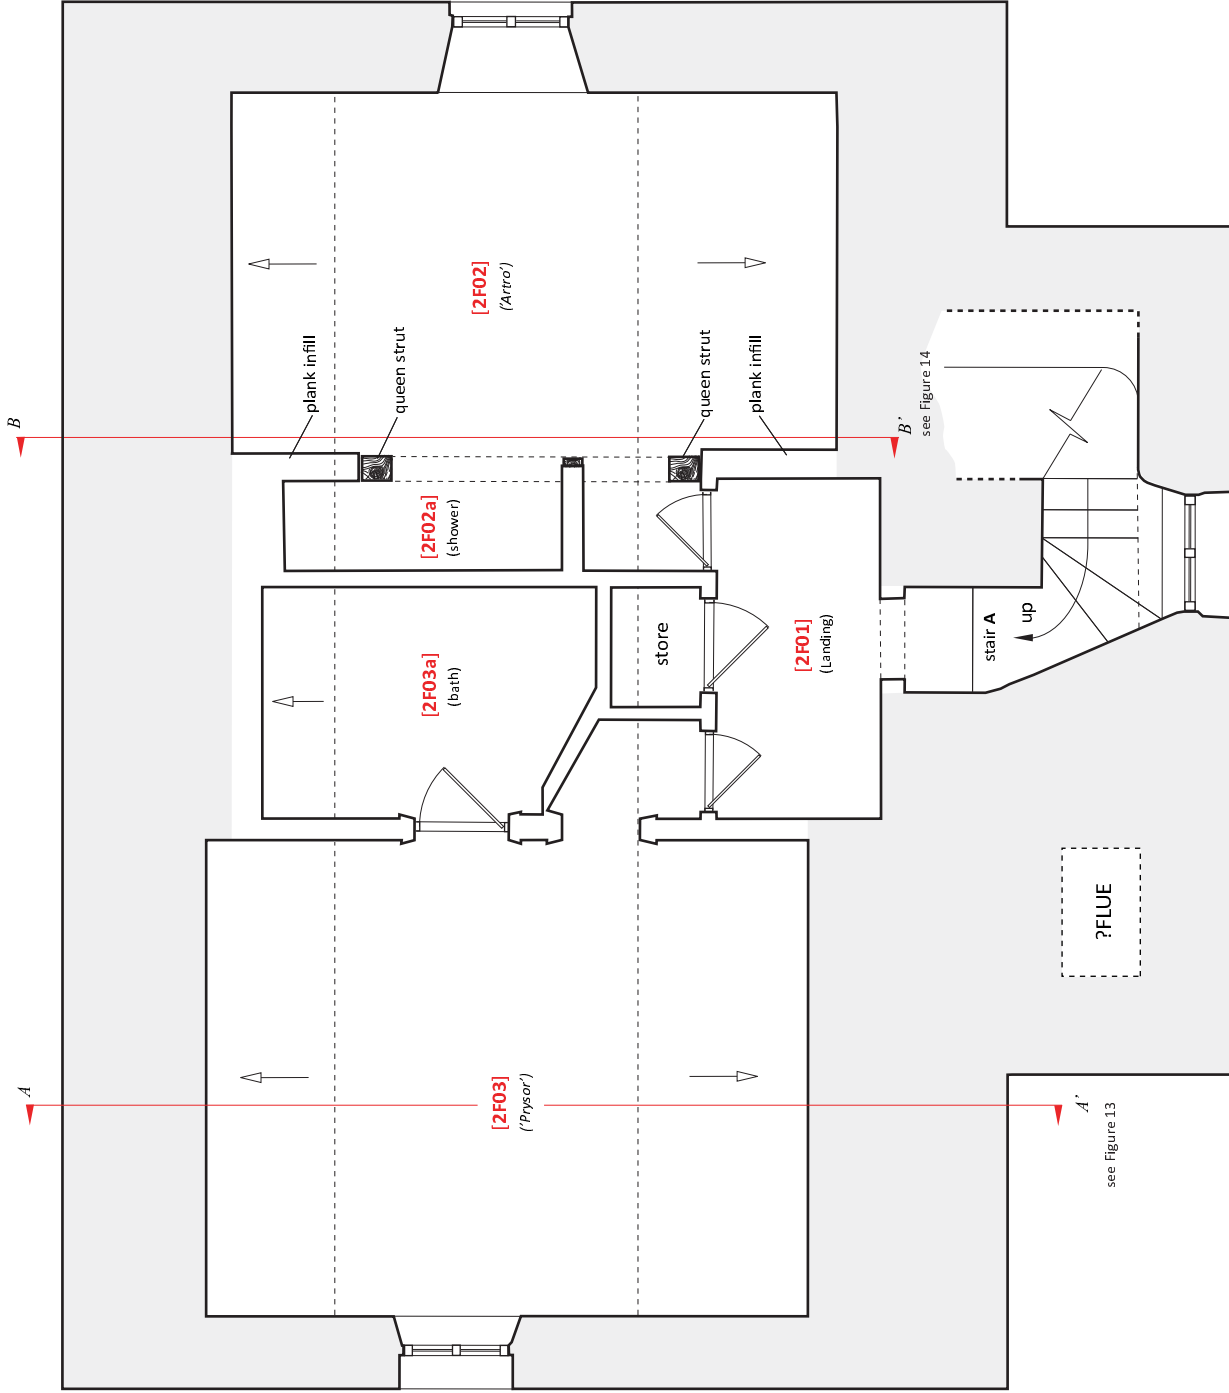 B
A
plank infill
queen strut
[2F02]
('Artro')
queen strut
plank infill
B'
see Figure 14
[2F02a]
(shower)
[2F03a]
(bath)
store
[2F01]
(Landing)
stair A
up
?FLUE
[2F03]
('Prysor')
A'
see Figure 13